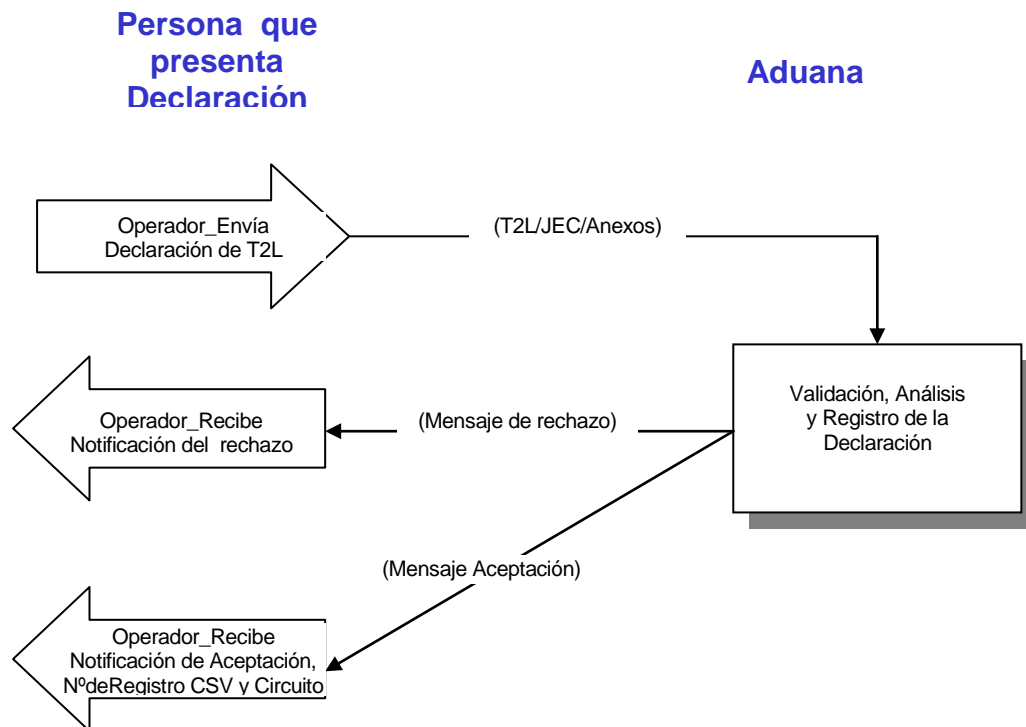 Persona que
presenta
Declaración
Aduana
Operador_Envía
Declaración de T2L
(T2L/JEC/Anexos)
Validación, Análisis
y Registro de la
Declaración
Operador_Recibe
Notificación del rechazo
(Mensaje de rechazo)
(Mensaje Aceptación)
Operador_Recibe
Notificación de Aceptación,
NºdeRegistro CSV y Circuito